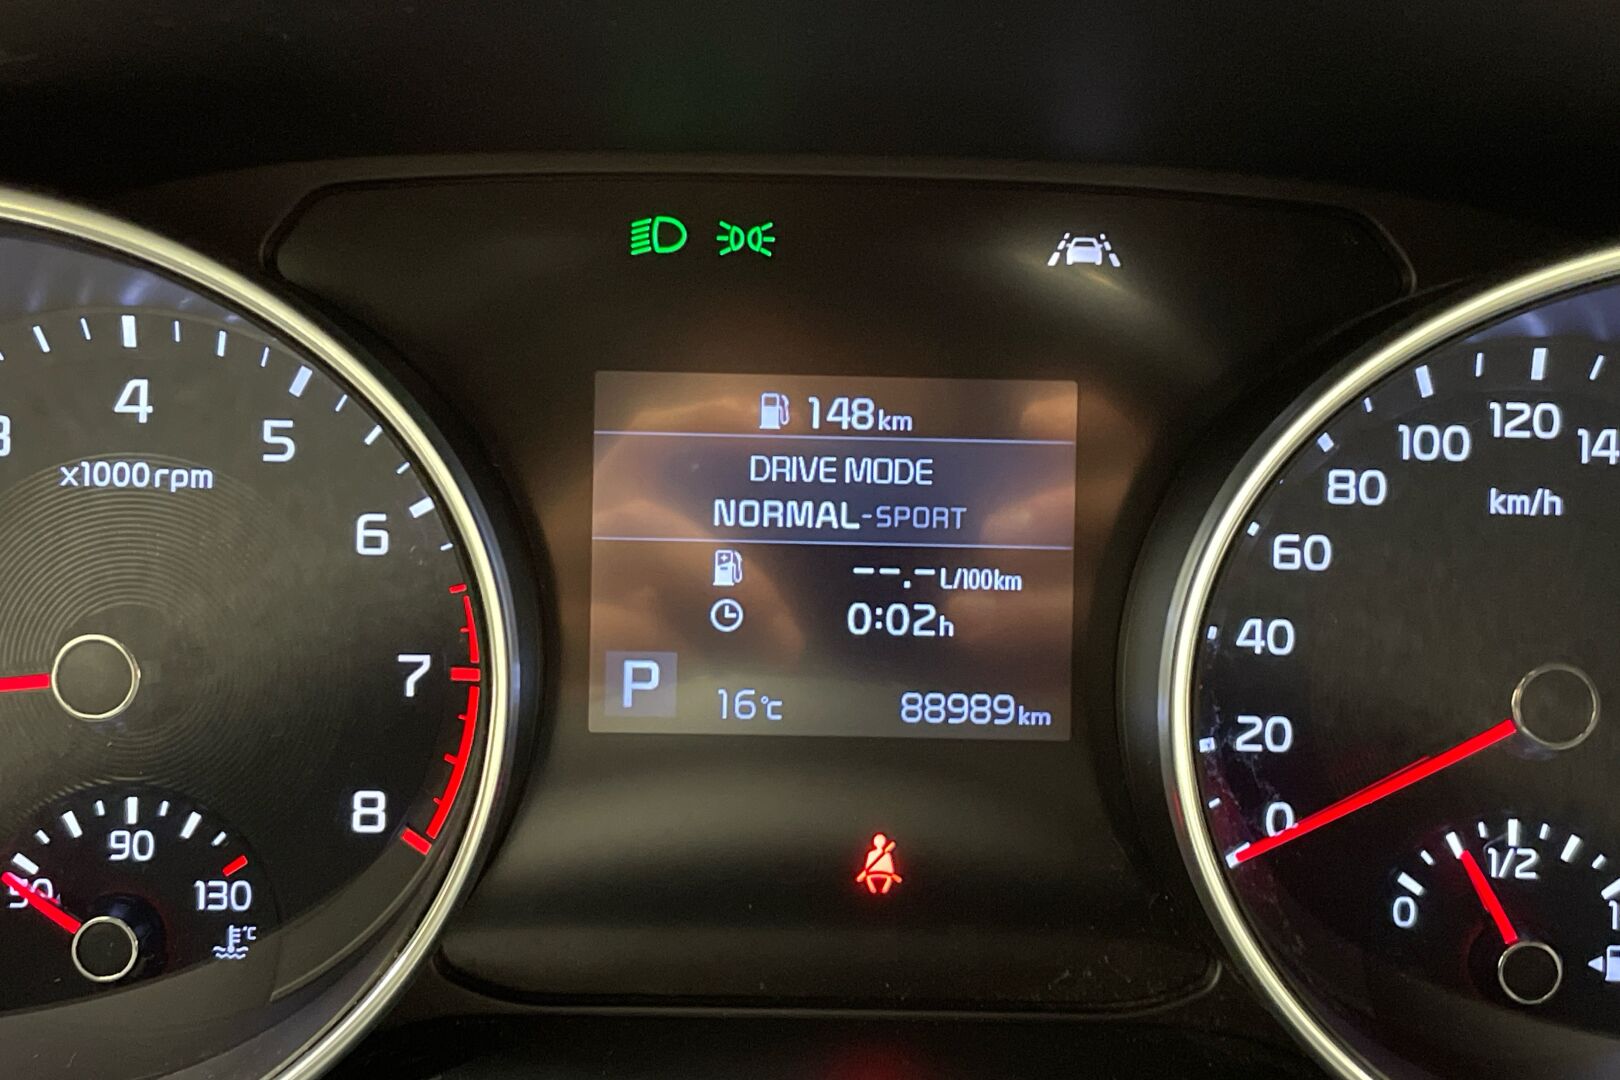 148km
DRIVE MODE
NORMAL-SPORT
--.-L/100km
0:02h
P
16°C
88989km
4
5
6
7
8
x1000rpm
50
90
130
°C
0
20
40
60
80
100
120
km/h
0
1/2